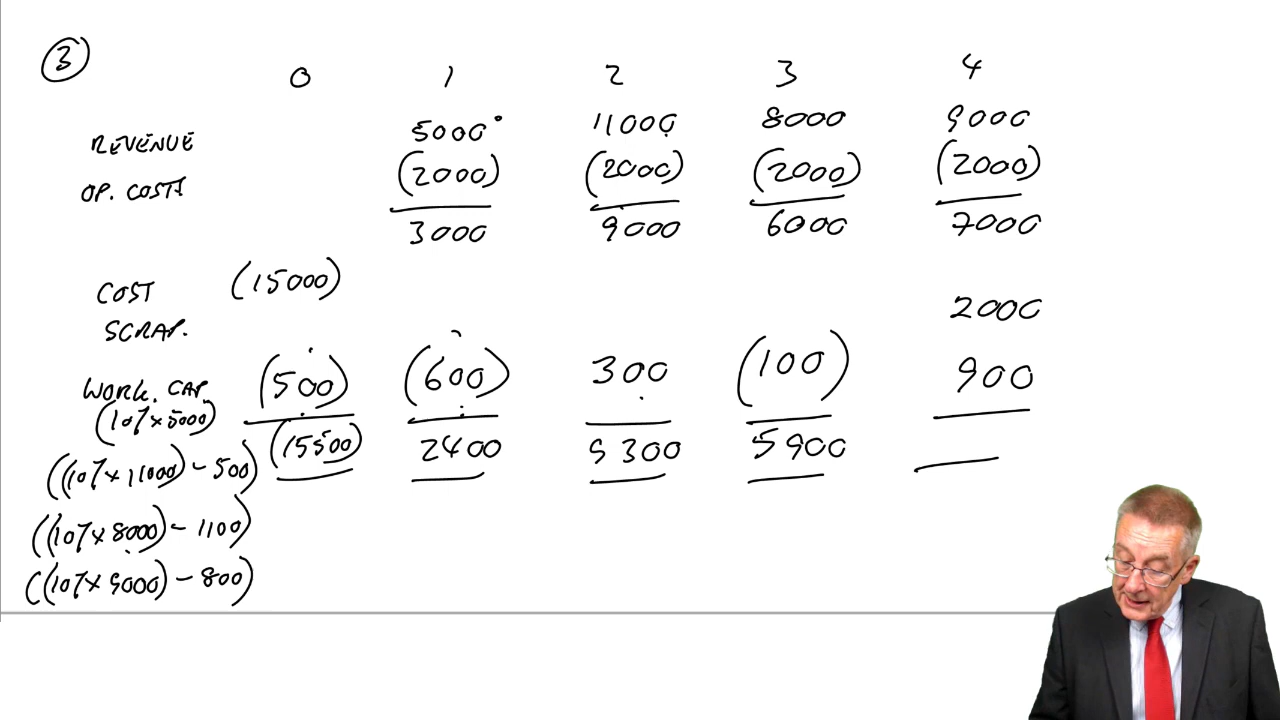 3
0 1 2 3 4
REVENUE 5000 11000 8000 9000
OP. COSTS (2000) (2000) (2000) (2000)
3000 9000 6000 7000
COST (15000)
SCRAP. 2000
WORK. CAP (500) (600) 300 (100) 900
(10%×5000)
(15500) 2400 9300 5900
((10%×11000) - 500)
((10%×8000) - 1100)
((10%×9000) - 800)